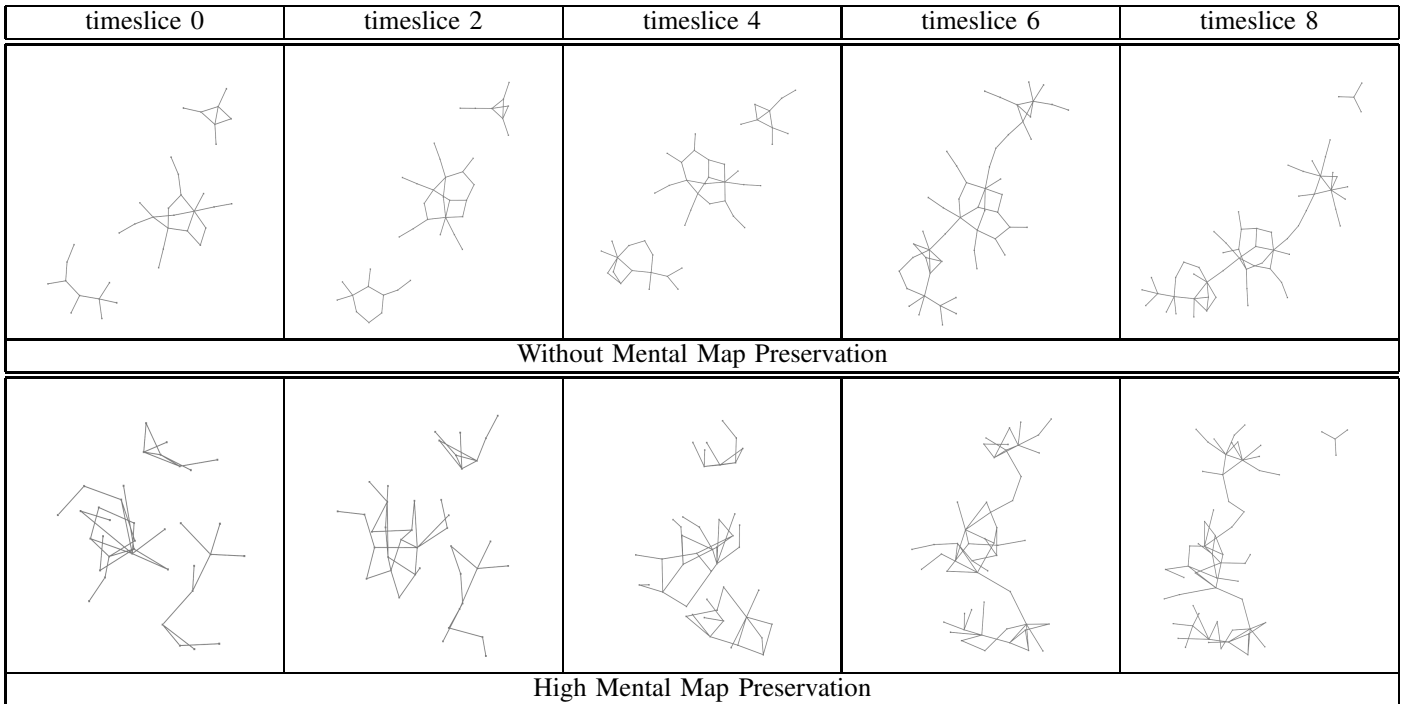 timeslice 0 timeslice 2 timeslice 4 timeslice 6 timeslice 8
Without Mental Map Preservation
High Mental Map Preservation